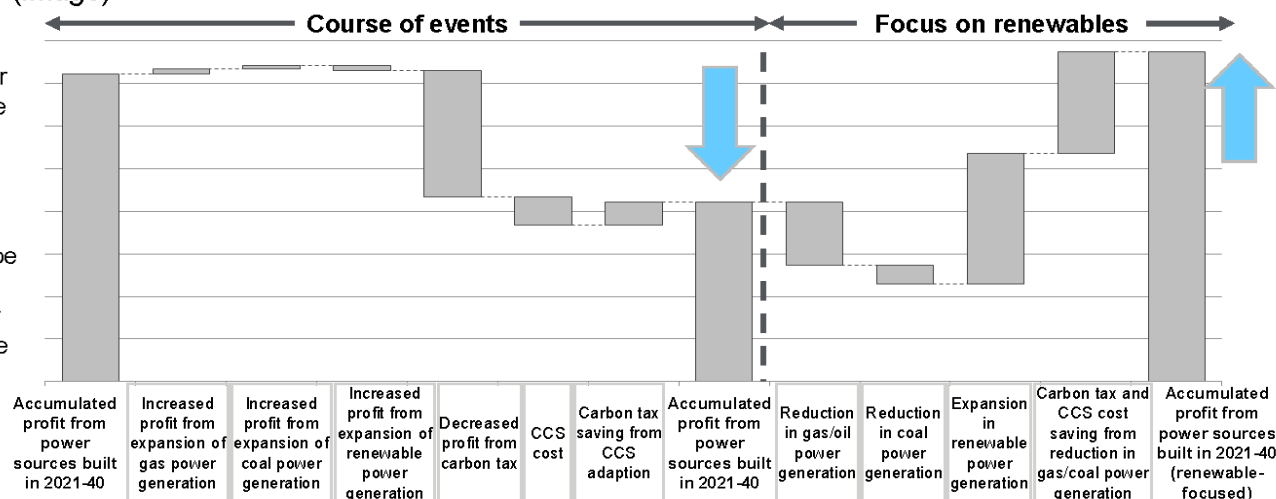 (Image)
Course of events
Focus on renewables
Accumulated
profit from
power
sources built
in 2021-40
Increased
profit from
expansion of
gas power
generation
Increased
profit from
expansion of
coal power
generation
Increased
profit from
expansion of
renewable
power
generation
Decreased
profit from
carbon tax
CCS
cost
Carbon tax
saving from
CCS
adaption
Accumulated
profit from
power
sources built
in 2021-40
Reduction
in gas/oil
power
generation
Reduction
in coal
power
generation
Expansion
in
renewable
power
generation
Carbon tax and
CCS cost
saving from
reduction in
gas/coal power
generation
Accumulated
profit from
power sources
built in 2021-40
(renewable-
focused)